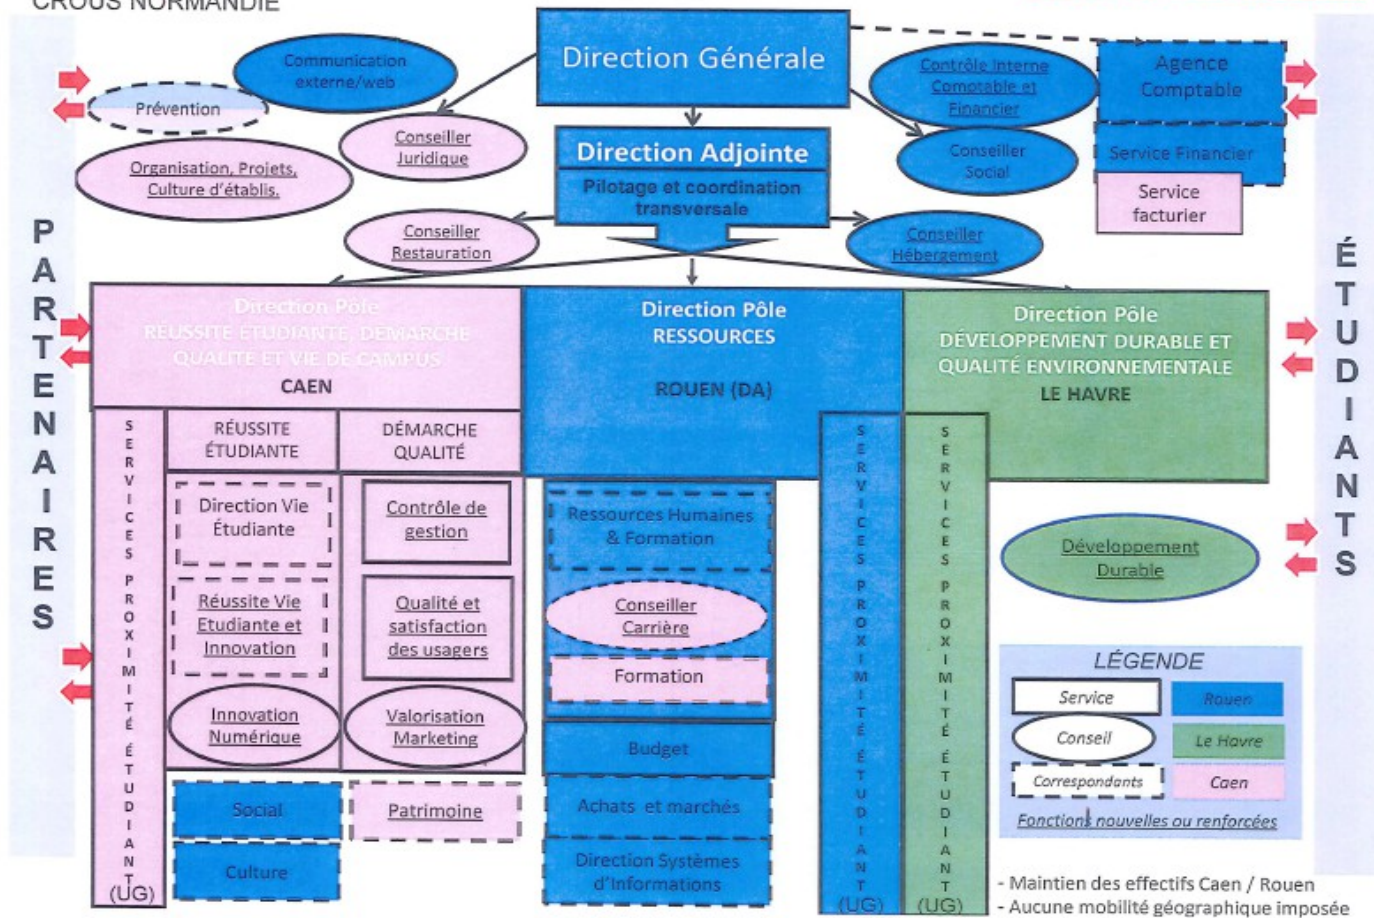 CROUS NORMANDIE
Direction Générale
Communication
externe/web
Prévention
Conseiller
Juridique
Organisation, Projets,
Culture d'établis.
Contrôle Interne
Comptable et
Financier
Conseiller
Social
Agence
Comptable
Service Financier
Service
facturier
Direction Adjointe
Pilotage et coordination
transversale
Conseiller
Restauration
Conseiller
Hébergement
PARTENAIRES
ÉTUDIANTS
Direction Pôle
RÉUSSITE ETUDIANTE, DEMARCHE
QUALITE ET VIE DE CAMPUS
CAEN
Direction Pôle
RESSOURCES
ROUEN (DA)
Direction Pôle
DÉVELOPPEMENT DURABLE ET
QUALITÉ ENVIRONNEMENTALE
LE HAVRE
SERVICES PROXIMITÉ ÉTUDIANT
(UG)
RÉUSSITE
ÉTUDIANTE
DÉMARCHE
QUALITÉ
Direction Vie
Étudiante
Contrôle de
gestion
Réussite Vie
Etudiante et
Innovation
Qualité et
satisfaction
des usagers
Innovation
Numérique
Valorisation
Marketing
Social
Patrimoine
Culture
Ressources Humaines
& Formation
Conseiller
Carrière
Formation
Budget
Achats et marchés
Direction Systèmes
d'Informations
SERVICES PROXIMITÉ ÉTUDIANT
(UG)
SERVICES PROXIMITÉ ÉTUDIANT
(UG)
Développement
Durable
LÉGENDE
Service
Rouen
Conseil
Le Havre
Correspondants
Caen
Fonctions nouvelles ou renforcées
- Maintien des effectifs Caen / Rouen
- Aucune mobilité géographique imposée